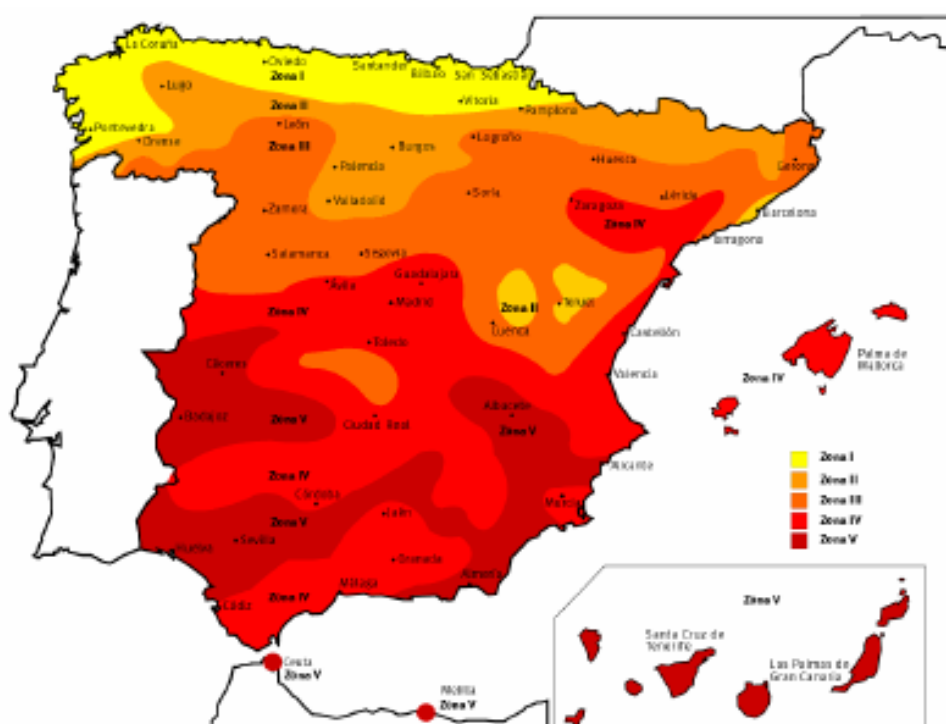 La Coruña
Oviedo
Santander
Bilbao
San Sebastián
Zona I
Lugo
Vitoria
Pamplona
Zona II
Pontevedra
León
Orense
Logroño
Zona III
Burgos
Palencia
Huesca
Gerona
Valladolid
Soria
Zaragoza
Lérida
Zamora
Barcelona
Zona IV
Tarragona
Salamanca
Segovia
Guadalajara
Ávila
Zona IV
Madrid
Zona II
Teruel
Cuenca
Castellón
Toledo
Palma de
Mallorca
Cáceres
Valencia
Zona IV
Badajoz
Zona V
Ciudad Real
Albacete
Zona V
Alicante
Zona IV
Córdoba
Murcia
Zona V
Jaén
Sevilla
Huelva
Granada
Almería
Málaga
Cádiz
Zona IV
Zona I
Zona II
Zona III
Zona IV
Zona V
Ceuta
Zona V
Melilla
Zona V
Zona V
Santa Cruz de
Tenerife
Las Palmas de
Gran Canaria